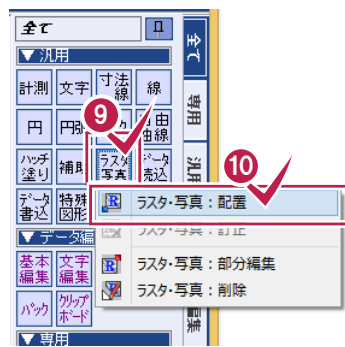 全て
▼ 汎用
計測 文字 寸法線 線
円 円弧 自由曲線
ハッチ塗り 補助 ラスタ写真 データ読込
データ書込 特殊図形
▼ データ編
基本編集 文字編集
パック クリップボード
▼ 専用
全て
専用
汎用
編集
9
10
ラスタ・写真：配置
ラスタ・写真：訂正
ラスタ・写真：部分編集
ラスタ・写真：削除